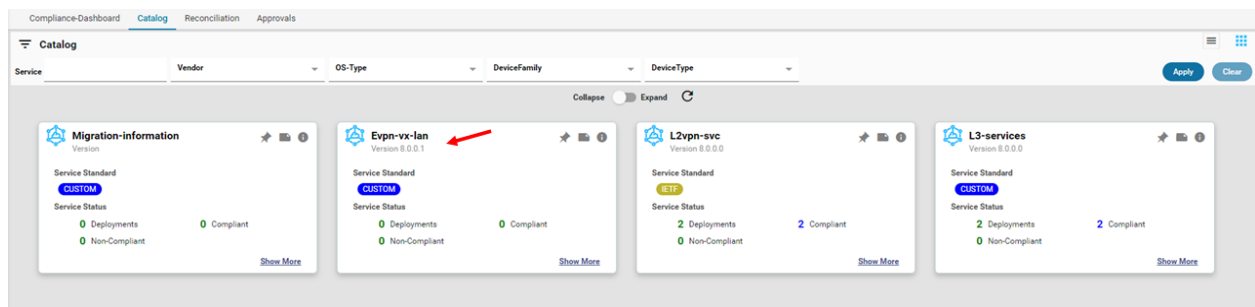 Compliance-Dashboard Catalog Reconciliation Approvals
Catalog
Service Vendor OS-Type DeviceFamily DeviceType Apply Clear
Collapse Expand
Migration-information
Version
Service Standard
CUSTOM
Service Status
0 Deployments 0 Compliant
0 Non-Compliant
Show More
Evpn-vx-lan
Version 8.0.0.1
Service Standard
CUSTOM
Service Status
0 Deployments 0 Compliant
0 Non-Compliant
Show More
L2vpn-svc
Version 8.0.0.0
Service Standard
IETF
Service Status
2 Deployments 2 Compliant
0 Non-Compliant
Show More
L3-services
Version 8.0.0.0
Service Standard
CUSTOM
Service Status
2 Deployments 2 Compliant
0 Non-Compliant
Show More